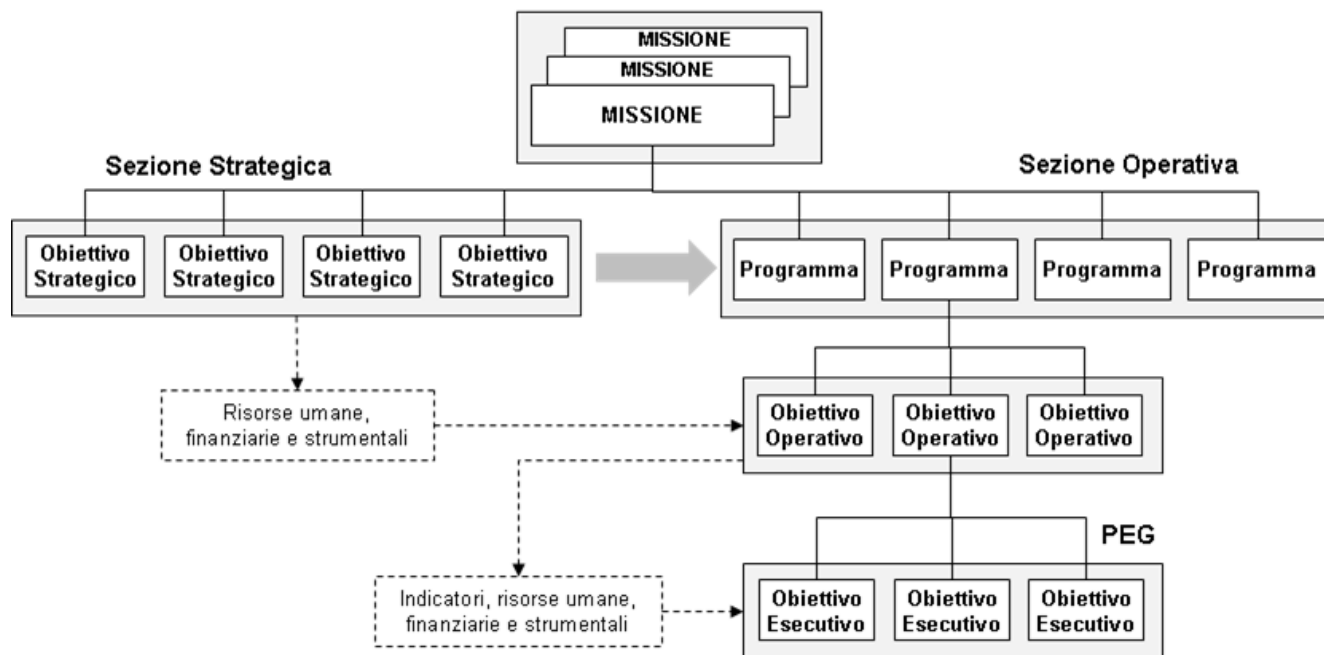 MISSIONE
MISSIONE
MISSIONE
Sezione Strategica
Sezione Operativa
Obiettivo
Strategico
Obiettivo
Strategico
Obiettivo
Strategico
Obiettivo
Strategico
Programma
Programma
Programma
Programma
Risorse umane,
finanziarie e strumentali
Obiettivo
Operativo
Obiettivo
Operativo
Obiettivo
Operativo
PEG
Indicatori, risorse umane,
finanziarie e strumentali
Obiettivo
Esecutivo
Obiettivo
Esecutivo
Obiettivo
Esecutivo